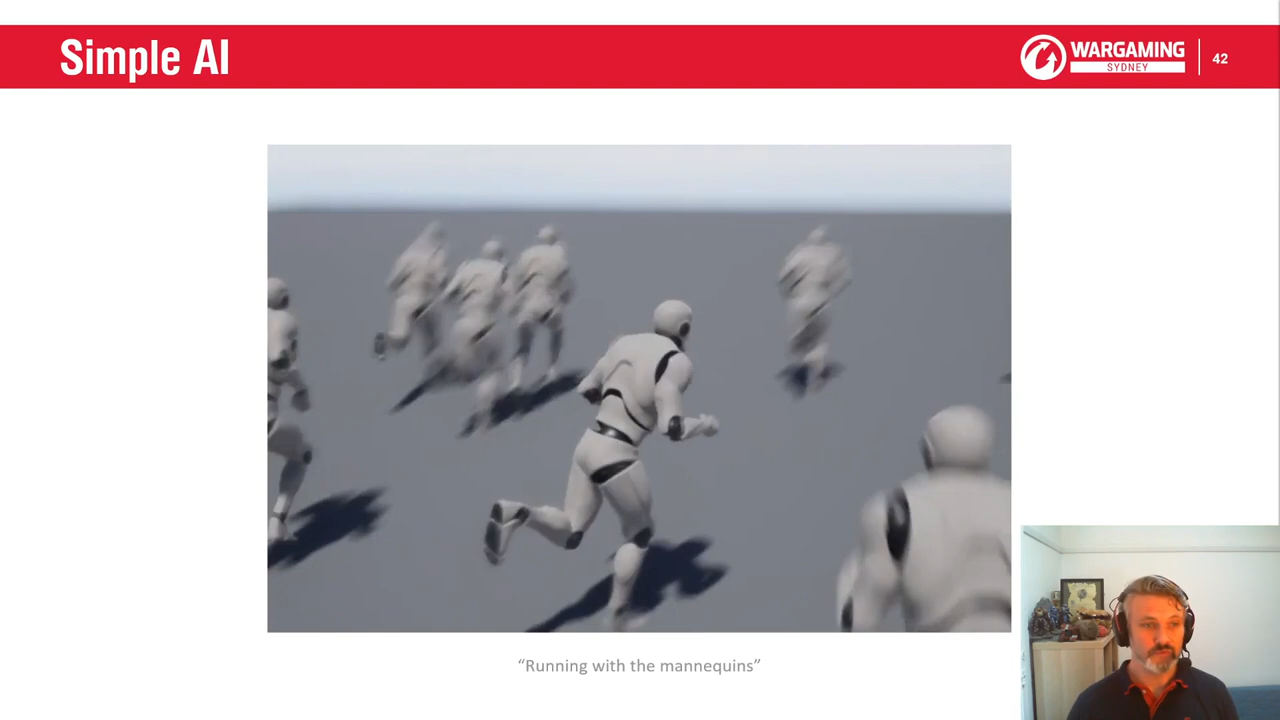 Simple AI
WARGAMING
SYDNEY
42
“Running with the mannequins”